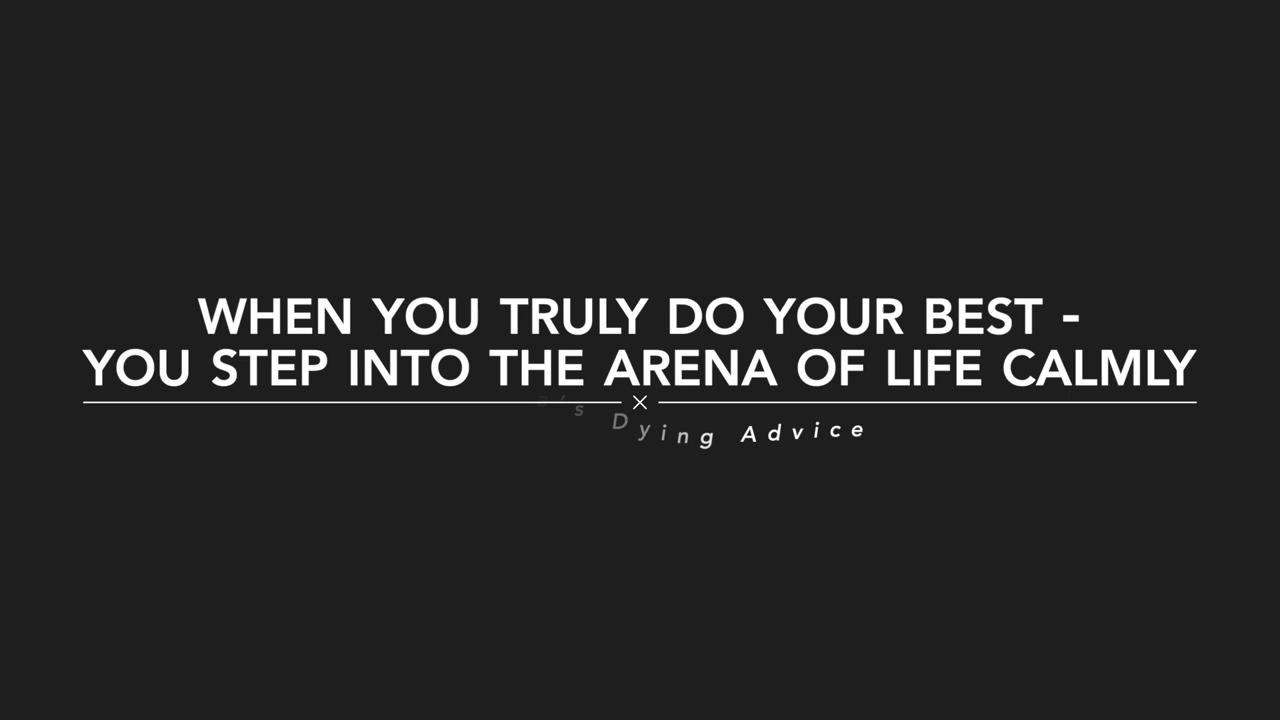 WHEN YOU TRULY DO YOUR BEST -
YOU STEP INTO THE ARENA OF LIFE CALMLY
Dying Advice